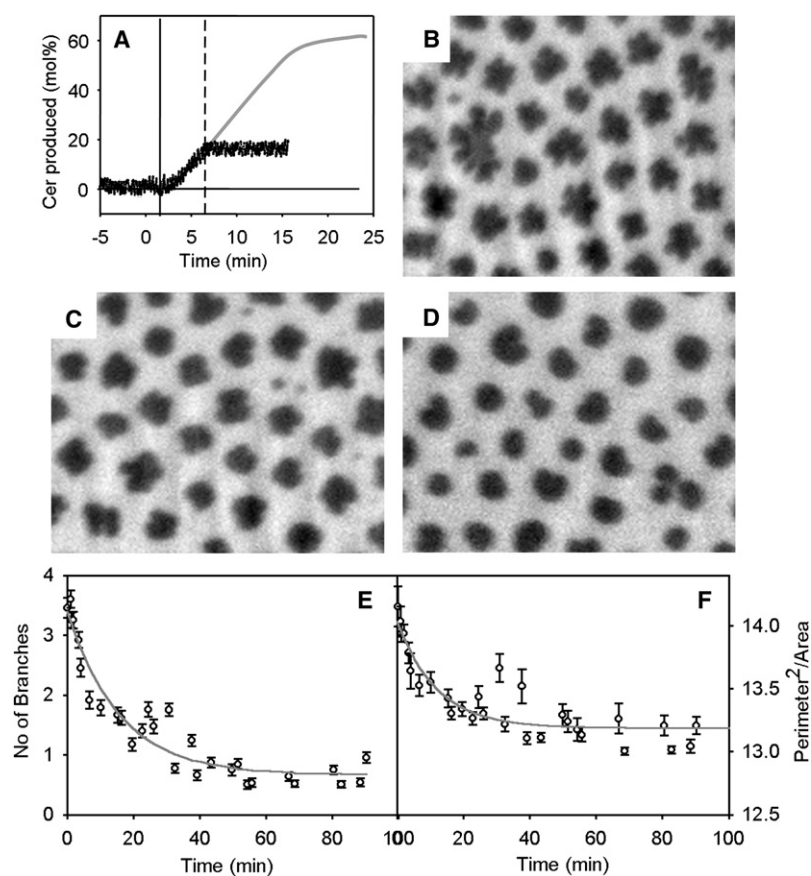 A
Cer produced (mol%)
60
40
20
0
-5 0 5 10 15 20 25
Time (min)
B
C
D
E
No of Branches
4
3
2
1
0
0 20 40 60 80 100
Time (min)
F
Perimeter²/Area
14.0
13.5
13.0
12.5
0 20 40 60 80 100
Time (min)